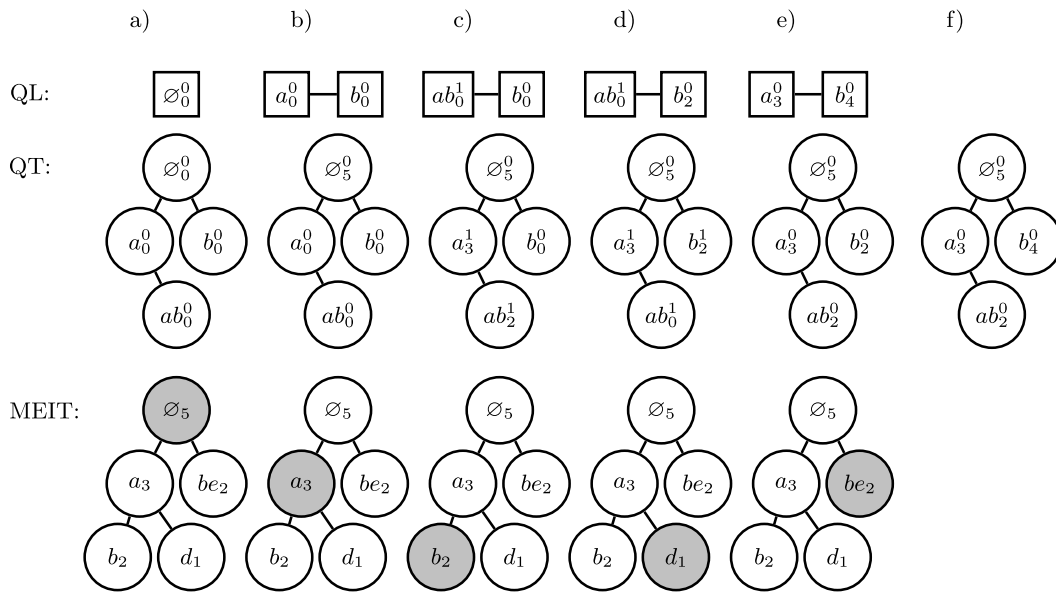 a) b) c) d) e) f)
QL: ∅⁰₀ a⁰₀ b⁰₀ ab¹₀ b⁰₀ ab¹₀ b⁰₂ a⁰₃ b⁰₄
QT: ∅⁰₀ ∅⁰₅ ∅⁰₅ ∅⁰₅ ∅⁰₅ ∅⁰₅
a⁰₀ b⁰₀ a⁰₀ b⁰₀ a¹₃ b⁰₀ a¹₃ b¹₂ a⁰₃ b⁰₂ a⁰₃ b⁰₄
ab⁰₀ ab⁰₀ ab¹₂ ab¹₀ ab⁰₂ ab⁰₂
MEIT: ∅₅ ∅₅ ∅₅ ∅₅ ∅₅
a₃ be₂ a₃ be₂ a₃ be₂ a₃ be₂ a₃ be₂
b₂ d₁ b₂ d₁ b₂ d₁ b₂ d₁ b₂ d₁